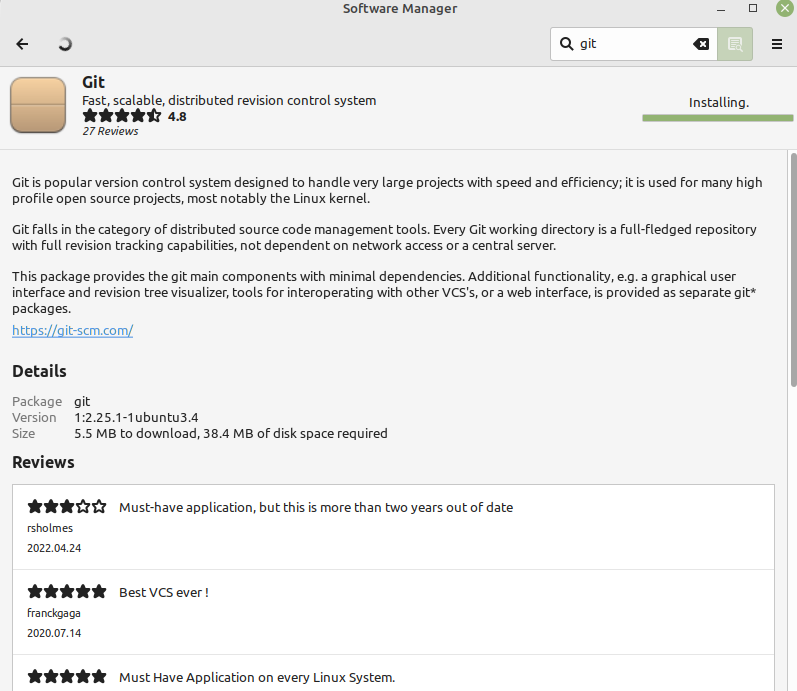 Software Manager
git
Git
Fast, scalable, distributed revision control system
4.8
27 Reviews
Installing.
Git is popular version control system designed to handle very large projects with speed and efficiency; it is used for many high
profile open source projects, most notably the Linux kernel.
Git falls in the category of distributed source code management tools. Every Git working directory is a full-fledged repository
with full revision tracking capabilities, not dependent on network access or a central server.
This package provides the git main components with minimal dependencies. Additional functionality, e.g. a graphical user
interface and revision tree visualizer, tools for interoperating with other VCS's, or a web interface, is provided as separate git*
packages.
https://git-scm.com/
Details
Package git
Version 1:2.25.1-1ubuntu3.4
Size 5.5 MB to download, 38.4 MB of disk space required
Reviews
Must-have application, but this is more than two years out of date
rsholmes
2022.04.24
Best VCS ever !
franckgaga
2020.07.14
Must Have Application on every Linux System.